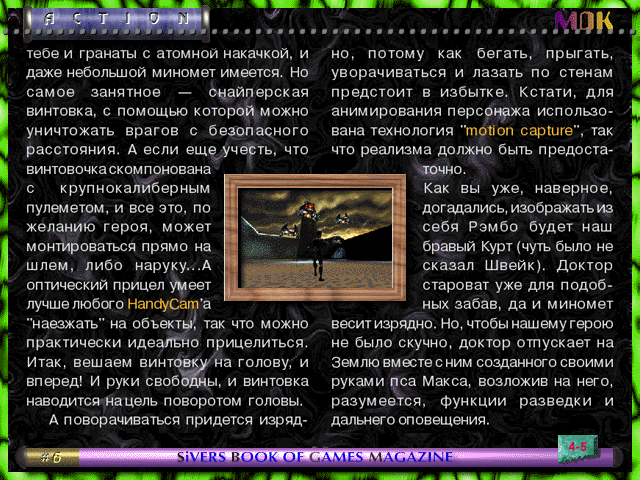 ACTION
MDK
тебе и гранаты с атомной накачкой, и
даже небольшой миномет имеется. Но
самое занятное — снайперская
винтовка, с помощью которой можно
уничтожать врагов с безопасного
расстояния. А если еще учесть, что
винтовочка скомпонована
с крупнокалиберным
пулеметом, и все это, по
желанию героя, может
монтироваться прямо на
шлем, либо наруку...А
оптический прицел умеет
лучше любого HandyCam'а
"наезжать" на объекты, так что можно
практически идеально прицелиться.
Итак, вешаем винтовку на голову, и
вперед! И руки свободны, и винтовка
наводится на цель поворотом головы.
А поворачиваться придется изряд-
но, потому как бегать, прыгать,
уворачиваться и лазать по стенам
предстоит в избытке. Кстати, для
анимирования персонажа использо-
вана технология "motion capture", так
что реализма должно быть предоста-
точно.
Как вы уже, наверное,
догадались, изображать из
себя Рэмбо будет наш
бравый Курт (чуть было не
сказал Швейк). Доктор
староват уже для подоб-
ных забав, да и миномет
весит изрядно. Но, чтобы нашему герою
не было скучно, доктор отпускает на
Землю вместе с ним созданного своими
руками пса Макса, возложив на него,
разумеется, функции разведки и
дальнего оповещения.
#6
SiVERS BOOK OF GAMES MAGAZINE
4-5